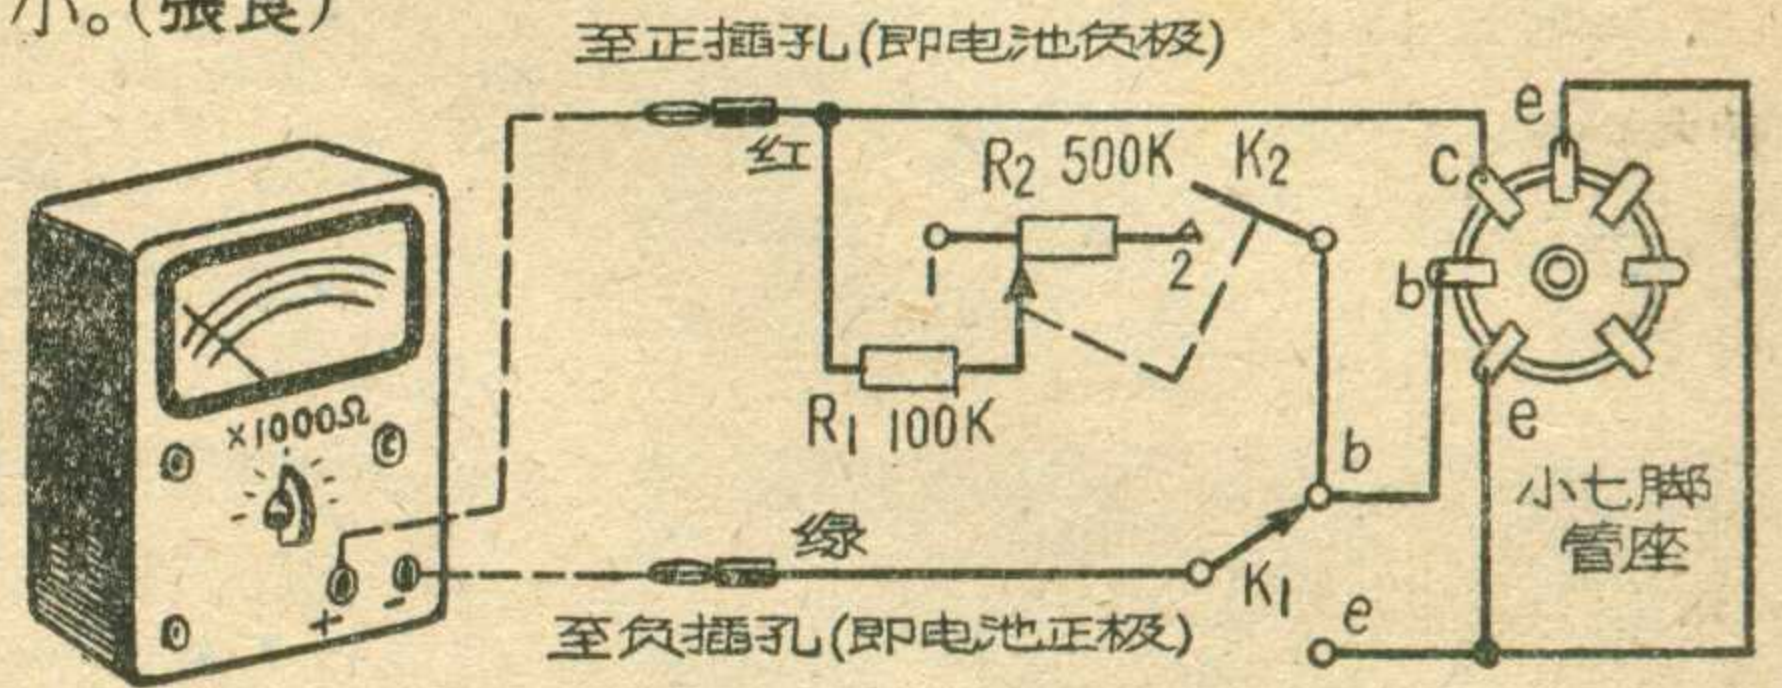 小。(張良)
至正插孔(即电池负极)
红
R2 500K
K2
e
c
1
2
b
R1 100K
e
×1000Ω
b
小七脚
管座
绿
K1
+
-
e
至负插孔(即电池正极)